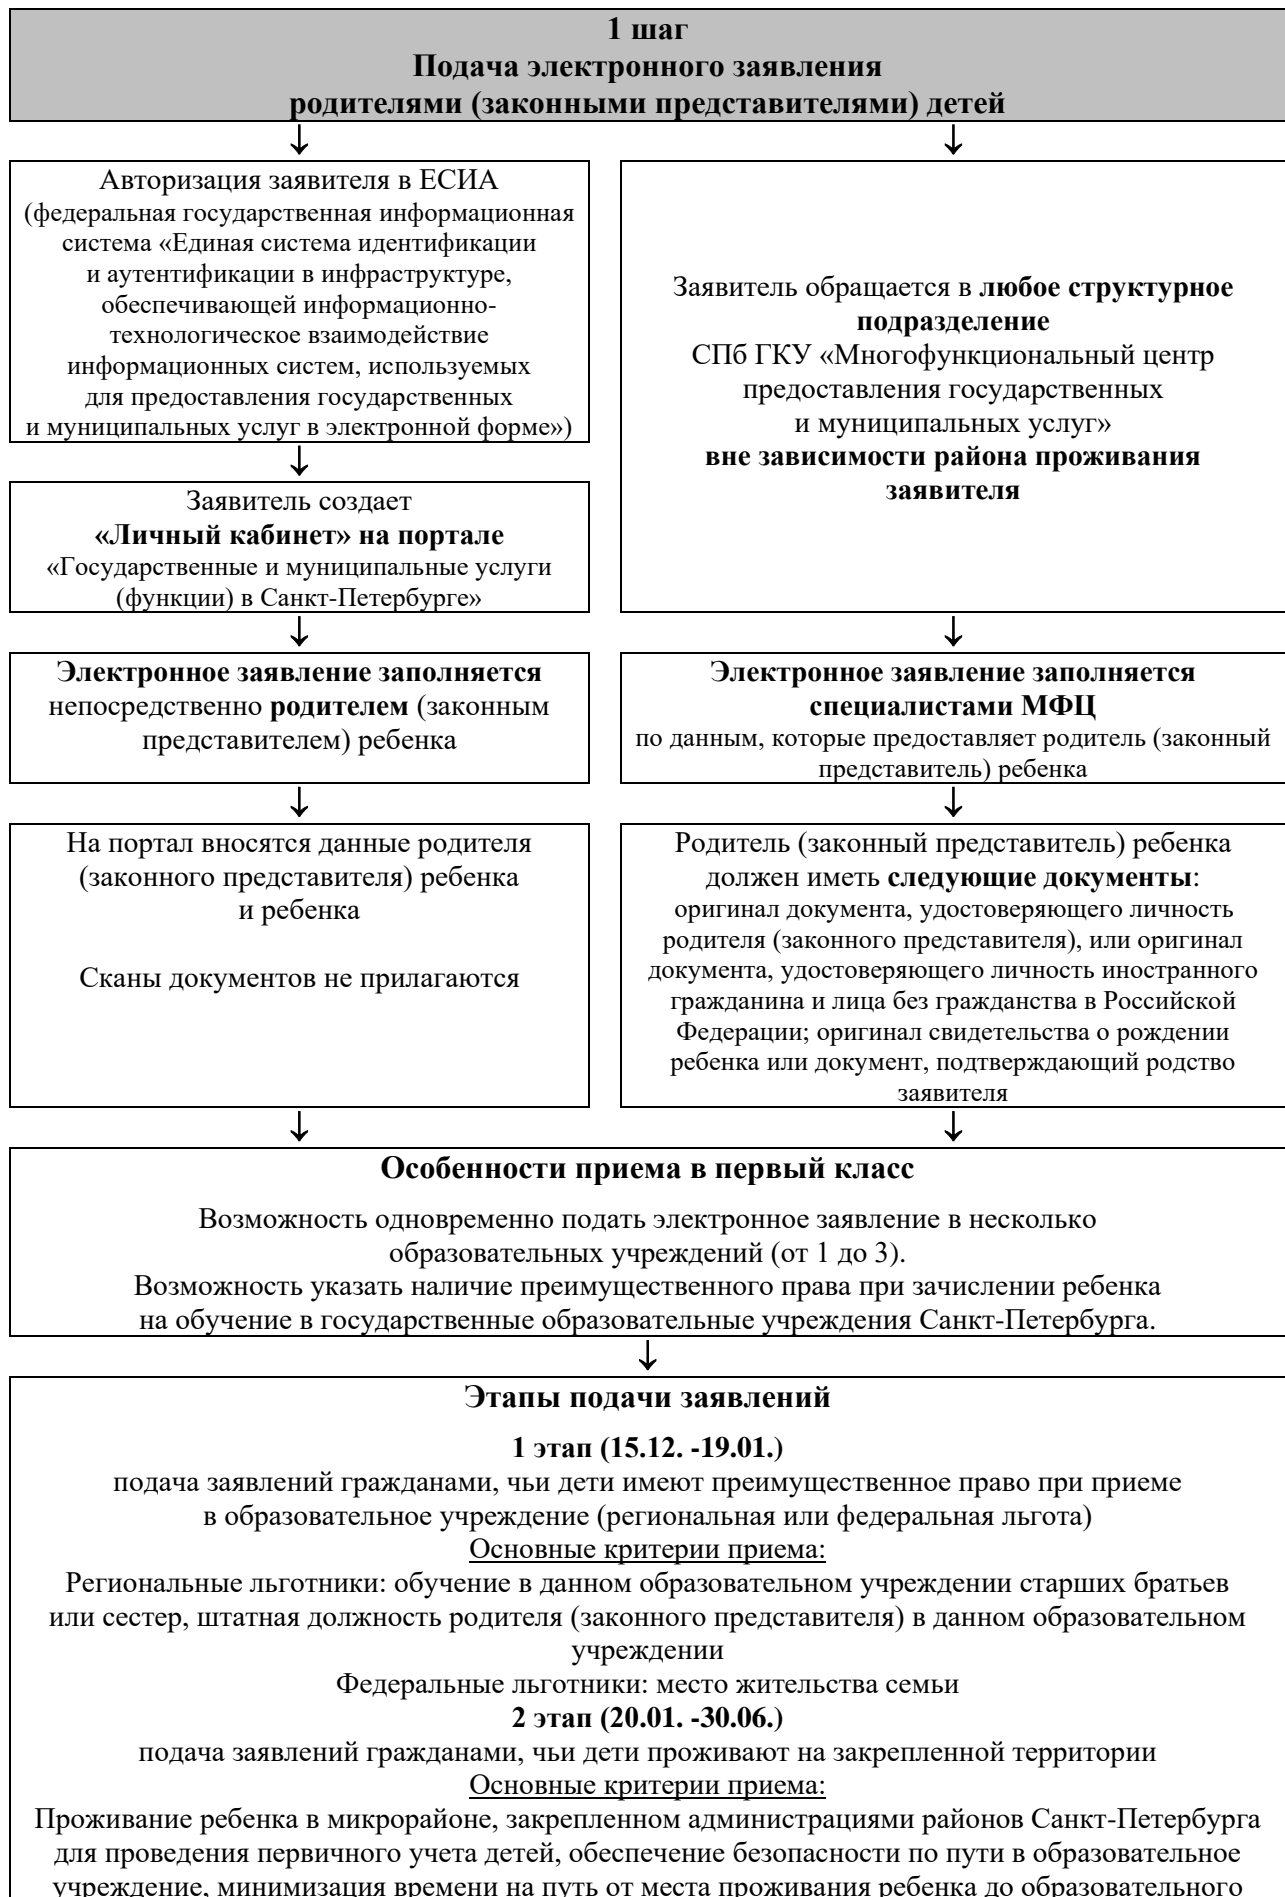 1 шаг
Подача электронного заявления
родителями (законными представителями) детей
↓
↓
Авторизация заявителя в ЕСИА
(федеральная государственная информационная
система «Единая система идентификации
и аутентификации в инфраструктуре,
обеспечивающей информационно-
технологическое взаимодействие
информационных систем, используемых
для предоставления государственных
и муниципальных услуг в электронной форме»)
↓
Заявитель создает
«Личный кабинет» на портале
«Государственные и муниципальные услуги
(функции) в Санкт-Петербурге»
Заявитель обращается в любое структурное
подразделение
СПб ГКУ «Многофункциональный центр
предоставления государственных
и муниципальных услуг»
вне зависимости района проживания
заявителя
↓
↓
Электронное заявление заполняется
непосредственно родителем (законным
представителем) ребенка
Электронное заявление заполняется
специалистами МФЦ
по данным, которые предоставляет родитель (законный
представитель) ребенка
↓
↓
На портал вносятся данные родителя
(законного представителя) ребенка
и ребенка
Сканы документов не прилагаются
Родитель (законный представитель) ребенка
должен иметь следующие документы:
оригинал документа, удостоверяющего личность
родителя (законного представителя), или оригинал
документа, удостоверяющего личность иностранного
гражданина и лица без гражданства в Российской
Федерации; оригинал свидетельства о рождении
ребенка или документ, подтверждающий родство
заявителя
↓
↓
Особенности приема в первый класс
Возможность одновременно подать электронное заявление в несколько
образовательных учреждений (от 1 до 3).
Возможность указать наличие преимущественного права при зачислении ребенка
на обучение в государственные образовательные учреждения Санкт-Петербурга.
↓
Этапы подачи заявлений
1 этап (15.12. -19.01.)
подача заявлений гражданами, чьи дети имеют преимущественное право при приеме
в образовательное учреждение (региональная или федеральная льгота)
Основные критерии приема:
Региональные льготники: обучение в данном образовательном учреждении старших братьев
или сестер, штатная должность родителя (законного представителя) в данном образовательном
учреждении
Федеральные льготники: место жительства семьи
2 этап (20.01. -30.06.)
подача заявлений гражданами, чьи дети проживают на закрепленной территории
Основные критерии приема:
Проживание ребенка в микрорайоне, закрепленном администрациями районов Санкт-Петербурга
для проведения первичного учета детей, обеспечение безопасности по пути в образовательное
учреждение, минимизация времени на путь от места проживания ребенка до образовательного